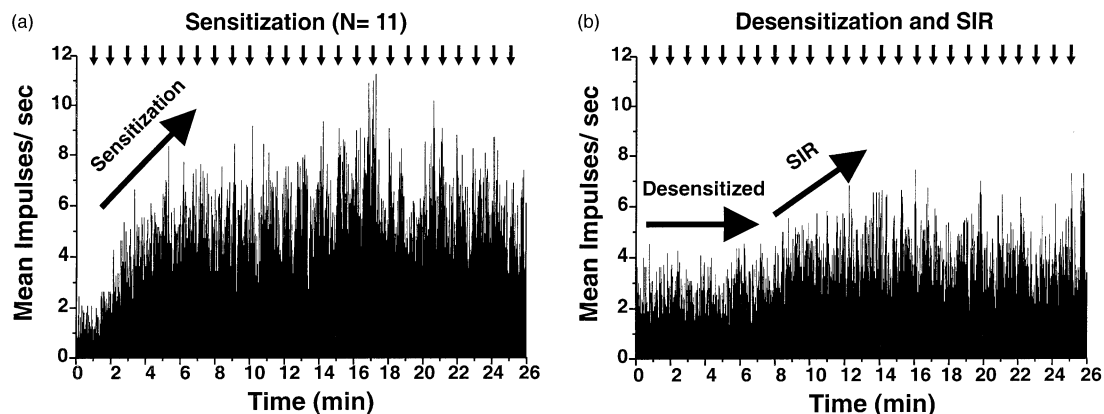 (a)
Sensitization (N= 11)
12
10
8
6
4
2
0
Mean Impulses/ sec
Sensitization
0 2 4 6 8 10 12 14 16 18 20 22 24 26
Time (min)
(b)
Desensitization and SIR
12
10
8
6
4
2
0
Mean Impulses/ sec
Desensitized
SIR
0 2 4 6 8 10 12 14 16 18 20 22 24 26
Time (min)